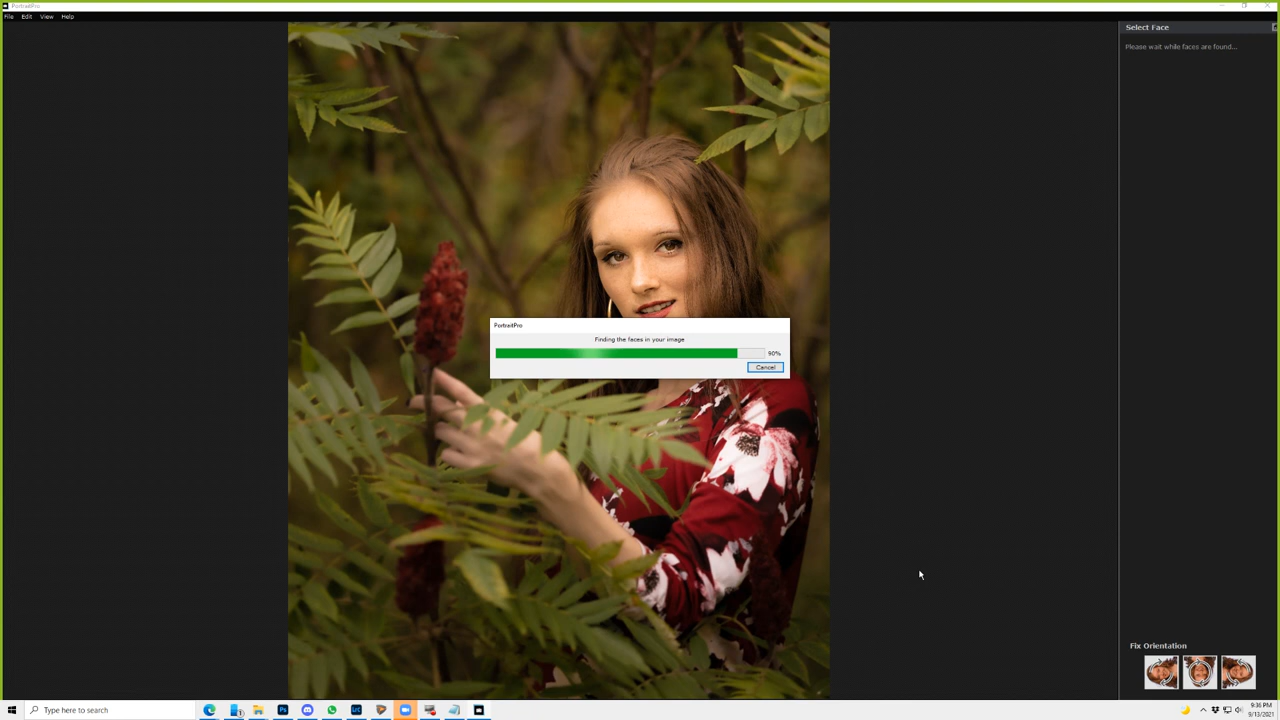 PortraitPro
File Edit View Help
Select Face
Please wait while faces are found...
PortraitPro
Finding the faces in your image
90%
Cancel
Fix Orientation
Type here to search
9:36 PM
9/13/2021